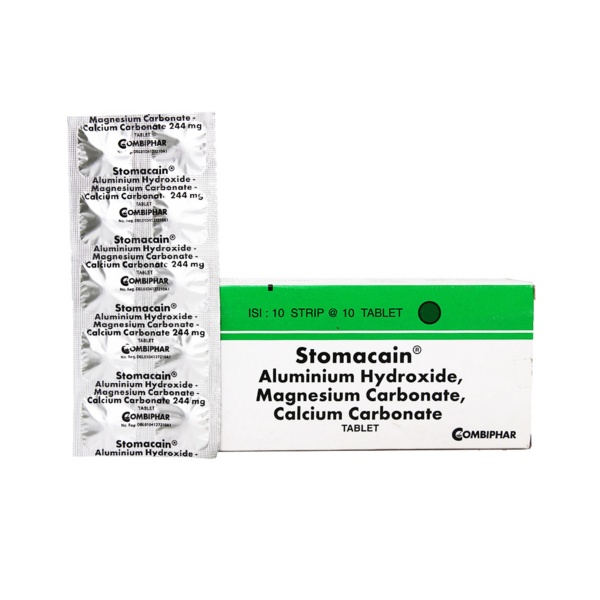 Magnesium Carbonate -
Calcium Carbonate 244 mg
TABLET
COMBIPHAR
Stomacain®
Aluminium Hydroxide -
Magnesium Carbonate -
Calcium Carbonate 244 mg
TABLET
COMBIPHAR
Stomacain®
Aluminium Hydroxide -
Magnesium Carbonate -
Calcium Carbonate 244 mg
TABLET
COMBIPHAR
Stomacain®
Aluminium Hydroxide -
Magnesium Carbonate -
Calcium Carbonate 244 mg
TABLET
COMBIPHAR
Stomacain®
Aluminium Hydroxide -
Magnesium Carbonate -
Calcium Carbonate 244 mg
TABLET
COMBIPHAR
Stomacain®
Aluminium Hydroxide -
ISI : 10 STRIP @ 10 TABLET
Stomacain®
Aluminium Hydroxide,
Magnesium Carbonate,
Calcium Carbonate
TABLET
COMBIPHAR